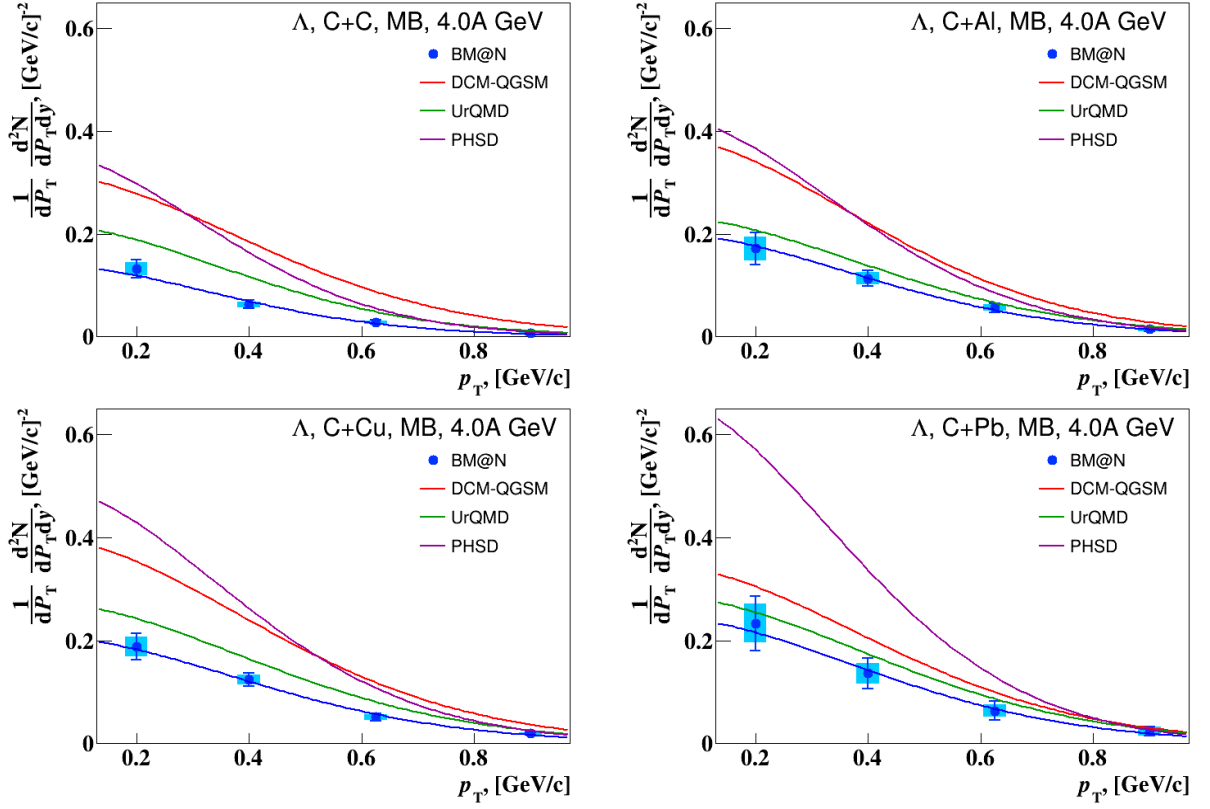 Λ, C+C, MB, 4.0A GeV
BM@N
DCM-QGSM
UrQMD
PHSD
0.6
0.4
0.2
0
0.2 0.4 0.6 0.8
p_T, [GeV/c]
1/dP_T d²N/dP_Tdy, [GeV/c]⁻²
Λ, C+Al, MB, 4.0A GeV
BM@N
DCM-QGSM
UrQMD
PHSD
0.6
0.4
0.2
0
0.2 0.4 0.6 0.8
p_T, [GeV/c]
1/dP_T d²N/dP_Tdy, [GeV/c]⁻²
Λ, C+Cu, MB, 4.0A GeV
BM@N
DCM-QGSM
UrQMD
PHSD
0.6
0.4
0.2
0
0.2 0.4 0.6 0.8
p_T, [GeV/c]
1/dP_T d²N/dP_Tdy, [GeV/c]⁻²
Λ, C+Pb, MB, 4.0A GeV
BM@N
DCM-QGSM
UrQMD
PHSD
0.6
0.4
0.2
0
0.2 0.4 0.6 0.8
p_T, [GeV/c]
1/dP_T d²N/dP_Tdy, [GeV/c]⁻²